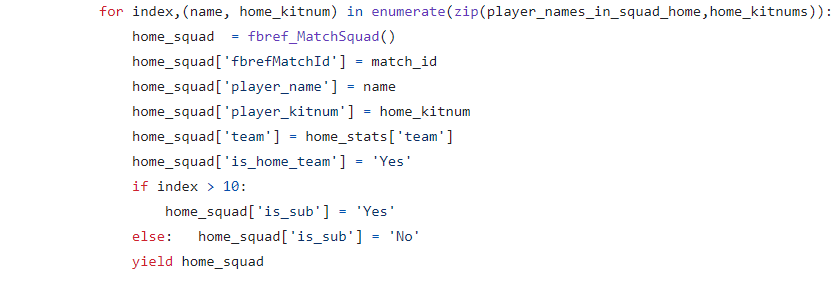 for index,(name, home_kitnum) in enumerate(zip(player_names_in_squad_home,home_kitnums)):
home_squad  = fbref_MatchSquad()
home_squad['fbrefMatchId'] = match_id
home_squad['player_name'] = name
home_squad['player_kitnum'] = home_kitnum
home_squad['team'] = home_stats['team']
home_squad['is_home_team'] = 'Yes'
if index > 10:
home_squad['is_sub'] = 'Yes'
else:   home_squad['is_sub'] = 'No'
yield home_squad